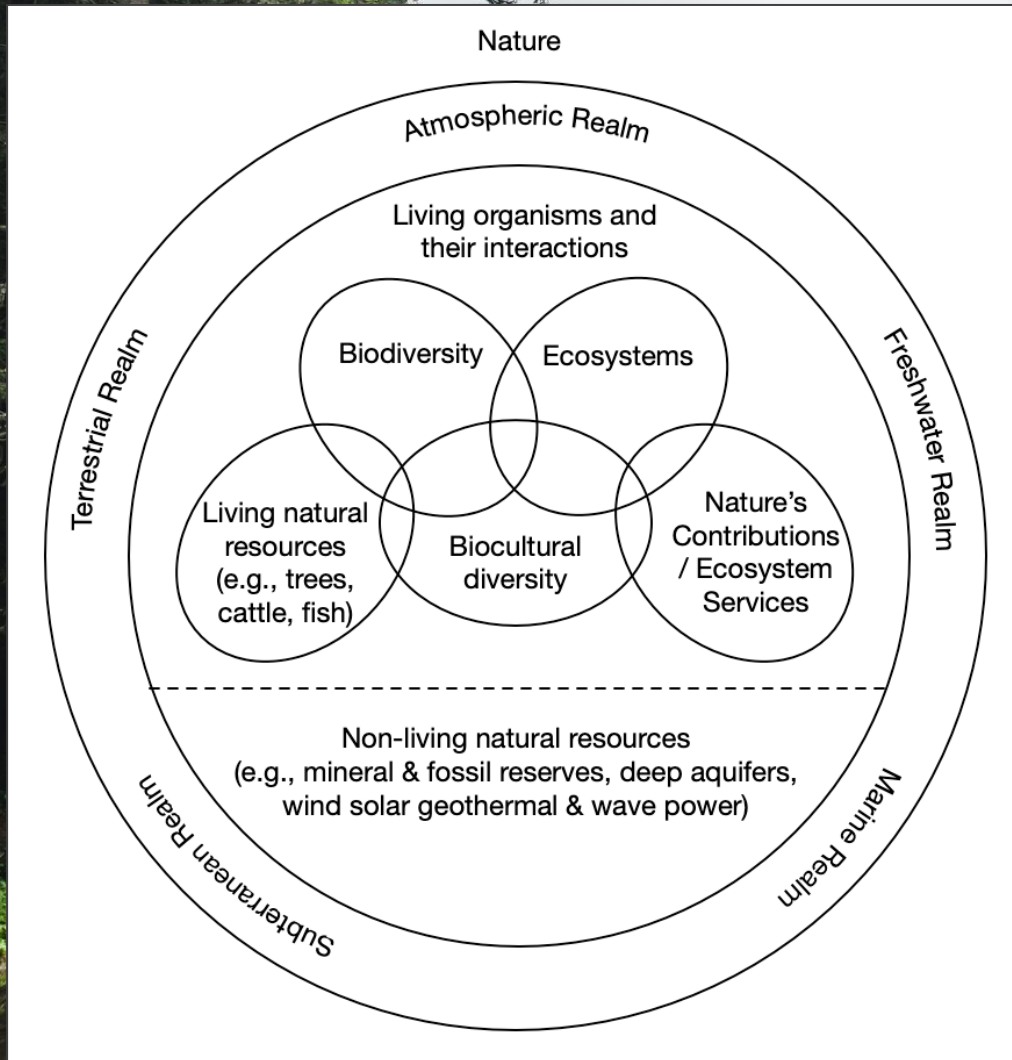 Nature
Atmospheric Realm
Living organisms and
their interactions
Biodiversity
Ecosystems
Terrestrial Realm
Freshwater Realm
Living natural
resources
(e.g., trees,
cattle, fish)
Biocultural
diversity
Nature's
Contributions
/ Ecosystem
Services
Non-living natural resources
(e.g., mineral & fossil reserves, deep aquifers,
wind solar geothermal & wave power)
Subterranean Realm
Marine Realm